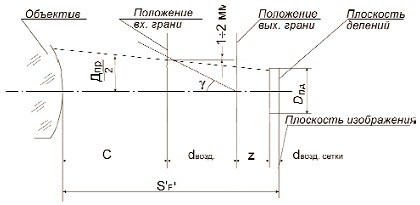 Объектив
Положение
вх. грани
1÷2 мм
Положение
вых. грани
Плоскость
делений
Дпр
2
γ
Dпд
Плоскость изображения
C
dвозд.
z
dвозд. сетки
S'F'